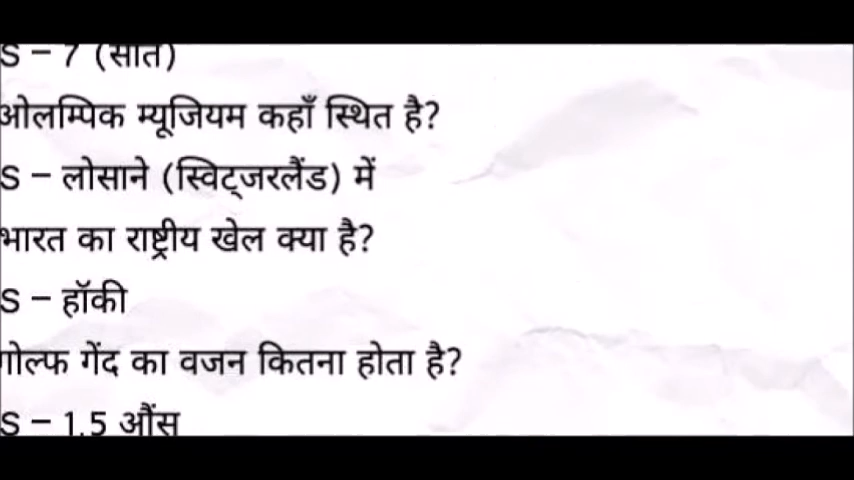 S – 7 (सात)
ओलम्पिक म्यूजियम कहाँ स्थित है?
S – लोसाने (स्विट्जरलैंड) में
भारत का राष्ट्रीय खेल क्या है?
S – हॉकी
गोल्फ गेंद का वजन कितना होता है?
S – 1.5 औंस